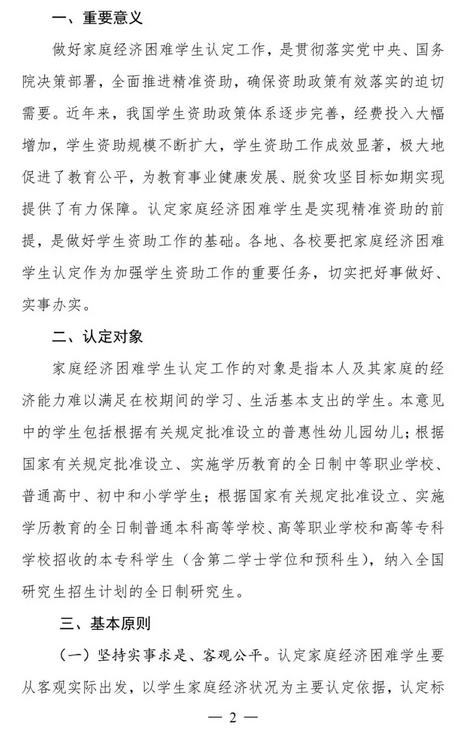 一、重要意义
做好家庭经济困难学生认定工作，是贯彻落实党中央、国务
院决策部署，全面推进精准资助，确保资助政策有效落实的迫切
需要。近年来，我国学生资助政策体系逐步完善，经费投入大幅
增加，学生资助规模不断扩大，学生资助工作成效显著，极大地
促进了教育公平，为教育事业健康发展、脱贫攻坚目标如期实现
提供了有力保障。认定家庭经济困难学生是实现精准资助的前
提，是做好学生资助工作的基础。各地、各校要把家庭经济困难
学生认定作为加强学生资助工作的重要任务，切实把好事做好、
实事办实。
二、认定对象
家庭经济困难学生认定工作的对象是指本人及其家庭的经
济能力难以满足在校期间的学习、生活基本支出的学生。本意见
中的学生包括根据有关规定批准设立的普惠性幼儿园幼儿；根据
国家有关规定批准设立、实施学历教育的全日制中等职业学校、
普通高中、初中和小学学生；根据国家有关规定批准设立、实施
学历教育的全日制普通本科高等学校、高等职业学校和高等专科
学校招收的本专科学生（含第二学士学位和预科生），纳入全国
研究生招生计划的全日制研究生。
三、基本原则
（一）坚持实事求是、客观公平。认定家庭经济困难学生要
从客观实际出发，以学生家庭经济状况为主要认定依据，认定标
— 2 —